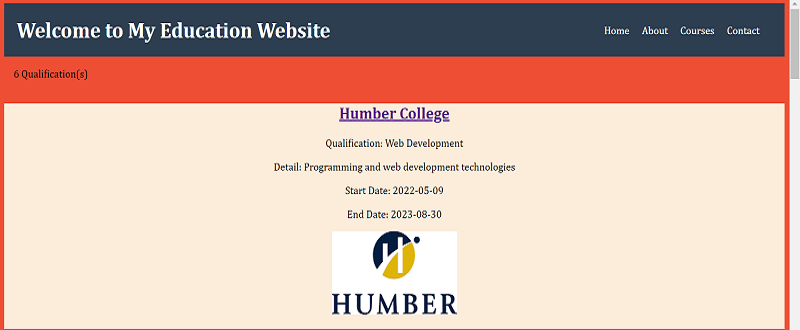 Welcome to My Education Website
Home About Courses Contact
6 Qualification(s)
Humber College
Qualification: Web Development
Detail: Programming and web development technologies
Start Date: 2022-05-09
End Date: 2023-08-30
H
HUMBER